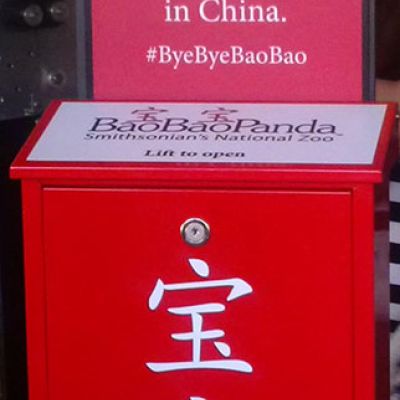 in China.
#ByeByeBaoBao
宝 宝
BaoBaoPanda
Smithsonian's National Zoo
Lift to open
宝